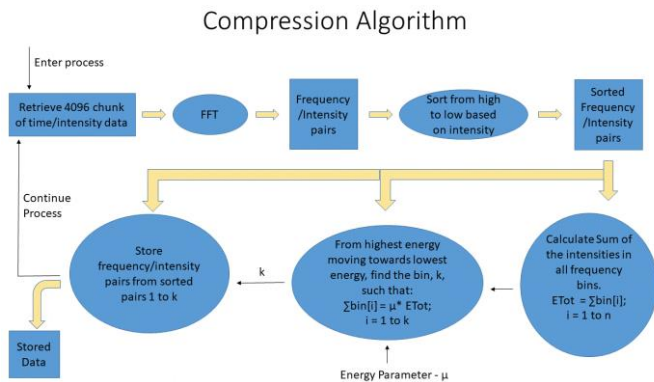 Compression Algorithm
Enter process
Retrieve 4096 chunk
of time/intensity data
FFT
Frequency
/Intensity
pairs
Sort from high
to low based
on intensity
Sorted
Frequency
/Intensity
pairs
Continue
Process
Store
frequency/intensity
pairs from sorted
pairs 1 to k
k
From highest energy
moving towards lowest
energy, find the bin, k,
such that:
∑bin[i] = μ* ETot;
i = 1 to k
Calculate Sum of
the intensities in
all frequency
bins.
ETot = ∑bin[i];
i = 1 to n
Stored
Data
Energy Parameter - μ